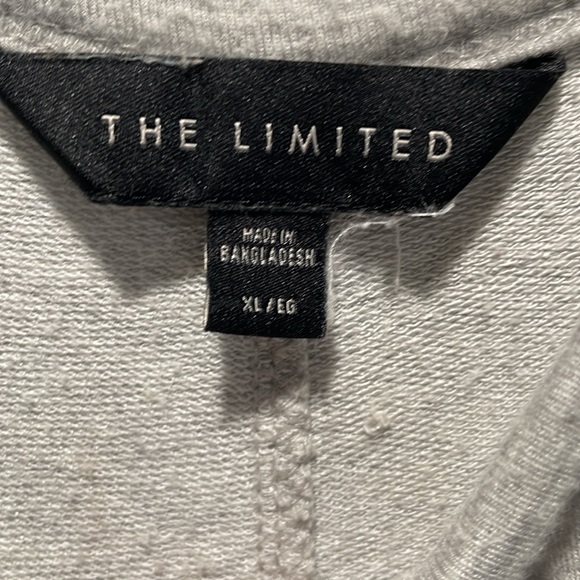 THE LIMITED
MADE IN
BANGLADESH
XL/EG